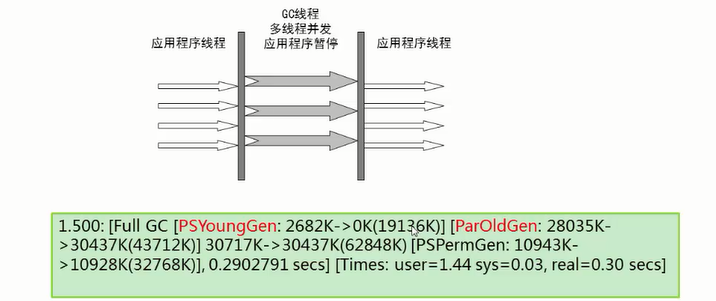 GC线程
多线程并发
应用程序线程
应用程序暂停
应用程序线程
1.500: [Full GC [PSYoungGen: 2682K->0K(19136K)] [ParOldGen: 28035K-
>30437K(43712K)] 30717K->30437K(62848K) [PSPermGen: 10943K-
>10928K(32768K)], 0.2902791 secs] [Times: user=1.44 sys=0.03, real=0.30 secs]